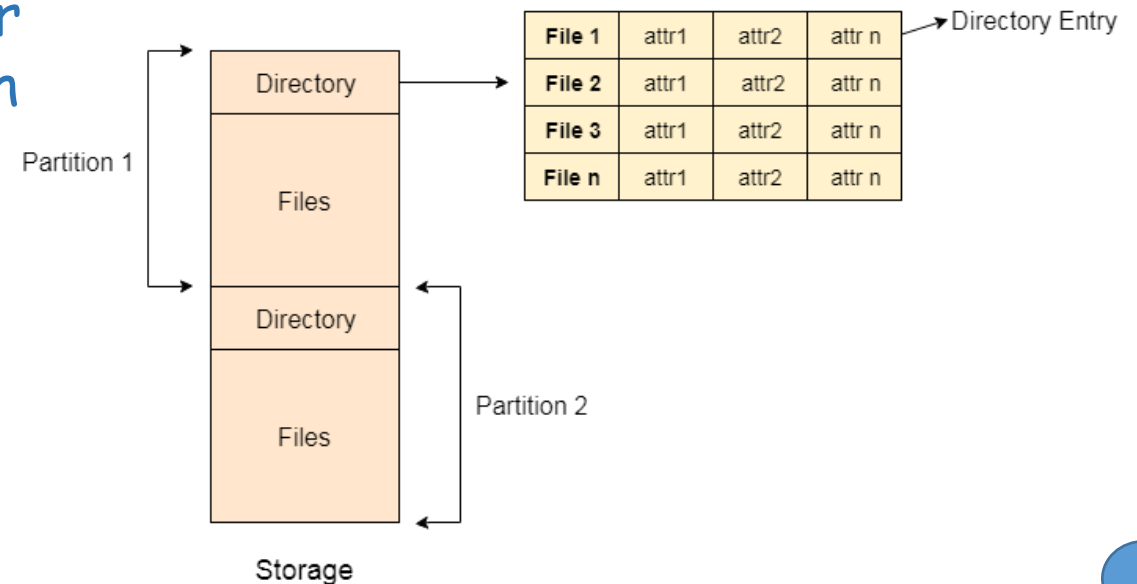 File 1 attr1 attr2 attr n
Directory Entry
File 2 attr1 attr2 attr n
File 3 attr1 attr2 attr n
File n attr1 attr2 attr n
Directory
Partition 1
Files
Directory
Partition 2
Files
Storage